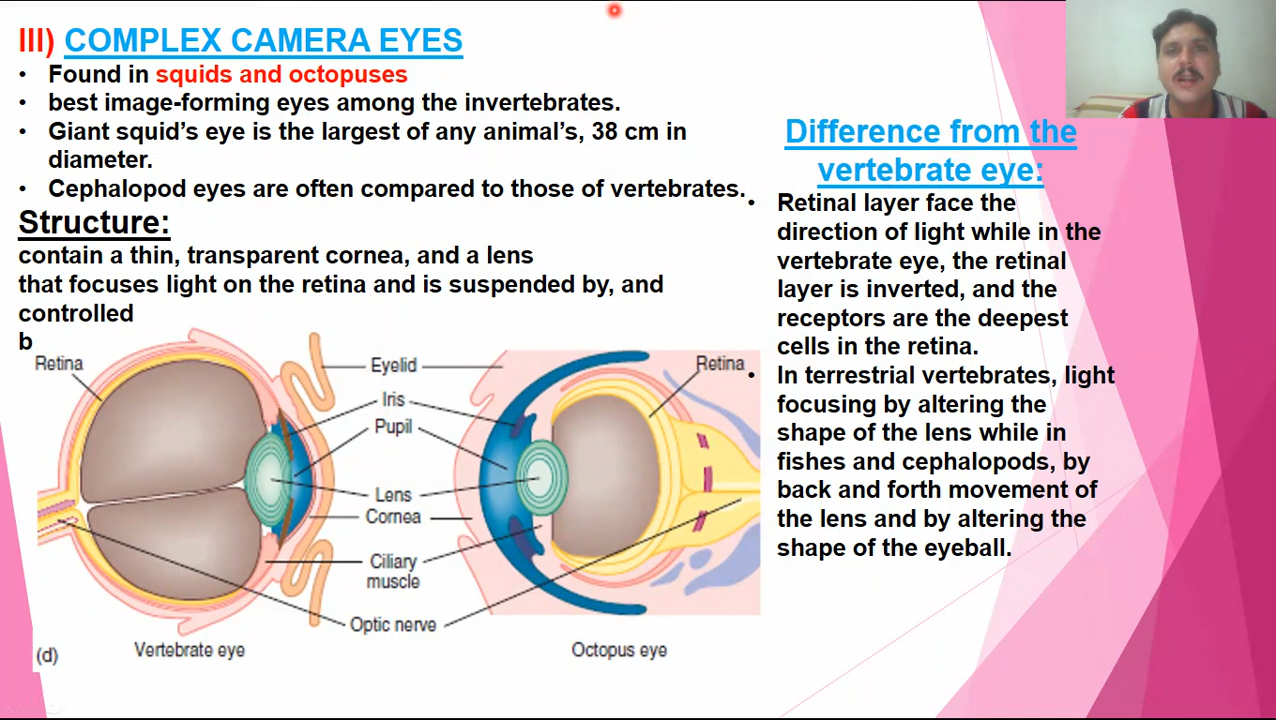 III) COMPLEX CAMERA EYES
• Found in squids and octopuses
• best image-forming eyes among the invertebrates.
• Giant squid's eye is the largest of any animal's, 38 cm in
diameter.
• Cephalopod eyes are often compared to those of vertebrates.
Structure:
contain a thin, transparent cornea, and a lens
that focuses light on the retina and is suspended by, and
controlled
b
Retina
Eyelid
Iris
Pupil
Lens
Cornea
Ciliary
muscle
Optic nerve
Retina
(d)
Vertebrate eye
Octopus eye
Difference from the
vertebrate eye:
• Retinal layer face the
direction of light while in the
vertebrate eye, the retinal
layer is inverted, and the
receptors are the deepest
cells in the retina.
• In terrestrial vertebrates, light
focusing by altering the
shape of the lens while in
fishes and cephalopods, by
back and forth movement of
the lens and by altering the
shape of the eyeball.